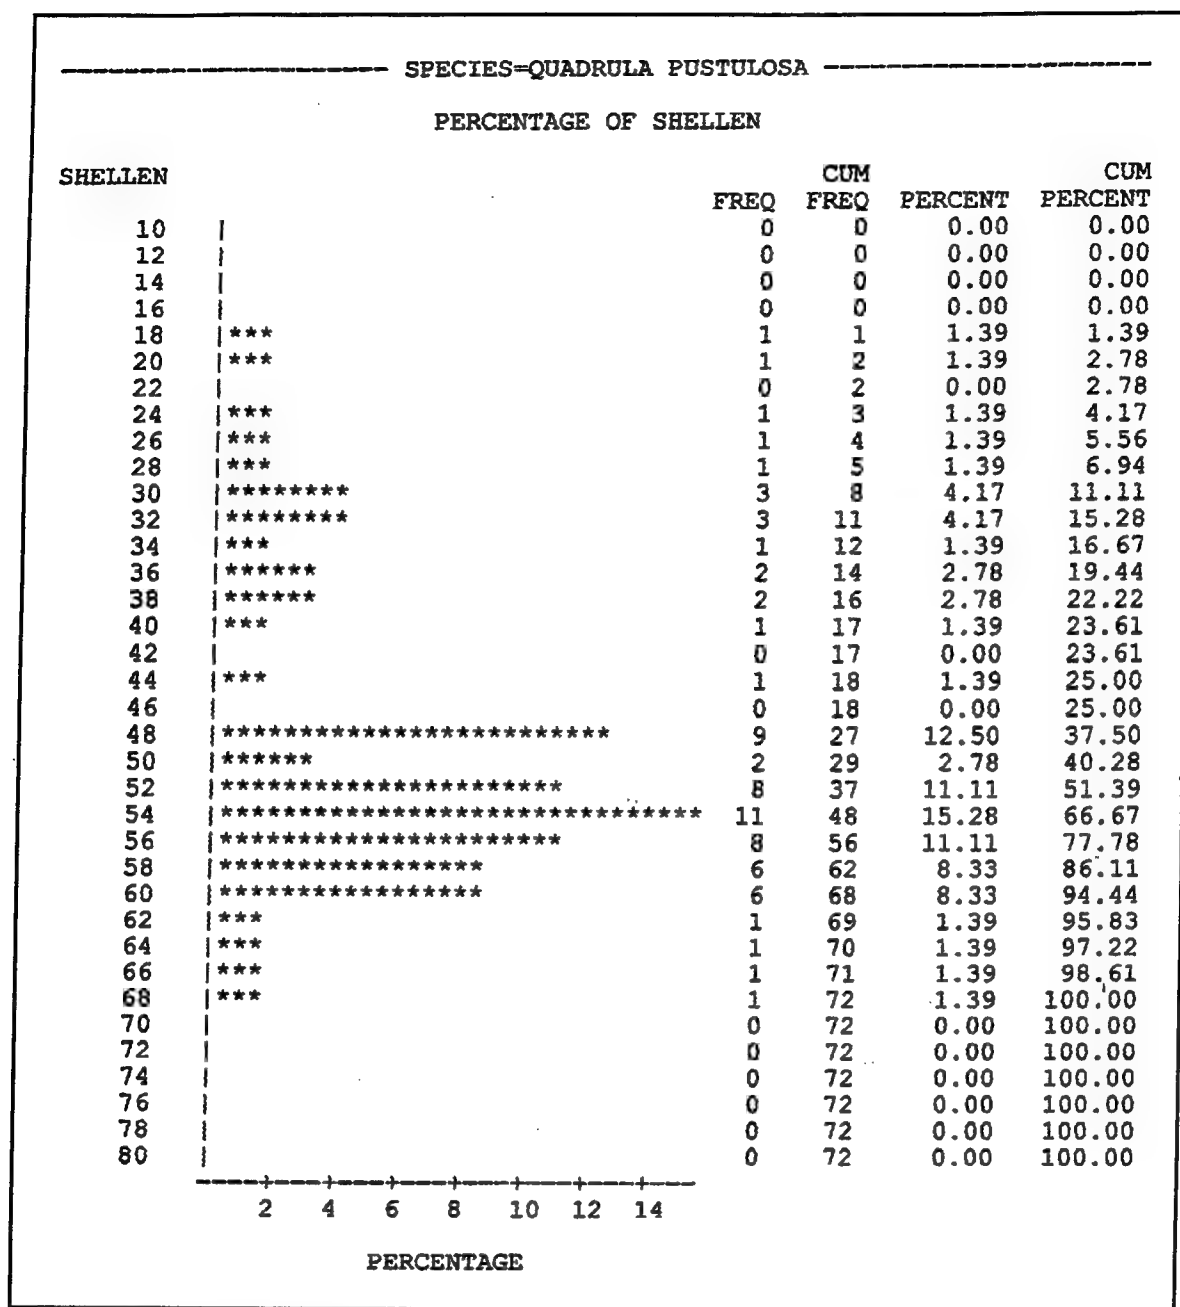 -------------------- SPECIES=QUADRULA PUSTULOSA --------------------
PERCENTAGE OF SHELLEN
SHELLEN CUM CUM
FREQ FREQ PERCENT PERCENT
10 | 0 0 0.00 0.00
12 | 0 0 0.00 0.00
14 | 0 0 0.00 0.00
16 | 0 0 0.00 0.00
18 |*** 1 1 1.39 1.39
20 |*** 1 2 1.39 2.78
22 | 0 2 0.00 2.78
24 |*** 1 3 1.39 4.17
26 |*** 1 4 1.39 5.56
28 |*** 1 5 1.39 6.94
30 |******** 3 8 4.17 11.11
32 |******** 3 11 4.17 15.28
34 |*** 1 12 1.39 16.67
36 |****** 2 14 2.78 19.44
38 |****** 2 16 2.78 22.22
40 |*** 1 17 1.39 23.61
42 | 0 17 0.00 23.61
44 |*** 1 18 1.39 25.00
46 | 0 18 0.00 25.00
48 |************************* 9 27 12.50 37.50
50 |****** 2 29 2.78 40.28
52 |********************** 8 37 11.11 51.39
54 |******************************* 11 48 15.28 66.67
56 |********************** 8 56 11.11 77.78
58 |***************** 6 62 8.33 86.11
60 |***************** 6 68 8.33 94.44
62 |*** 1 69 1.39 95.83
64 |*** 1 70 1.39 97.22
66 |*** 1 71 1.39 98.61
68 |*** 1 72 1.39 100.00
70 | 0 72 0.00 100.00
72 | 0 72 0.00 100.00
74 | 0 72 0.00 100.00
76 | 0 72 0.00 100.00
78 | 0 72 0.00 100.00
80 | 0 72 0.00 100.00
----+---+---+---+---+---+---+---
2 4 6 8 10 12 14
PERCENTAGE